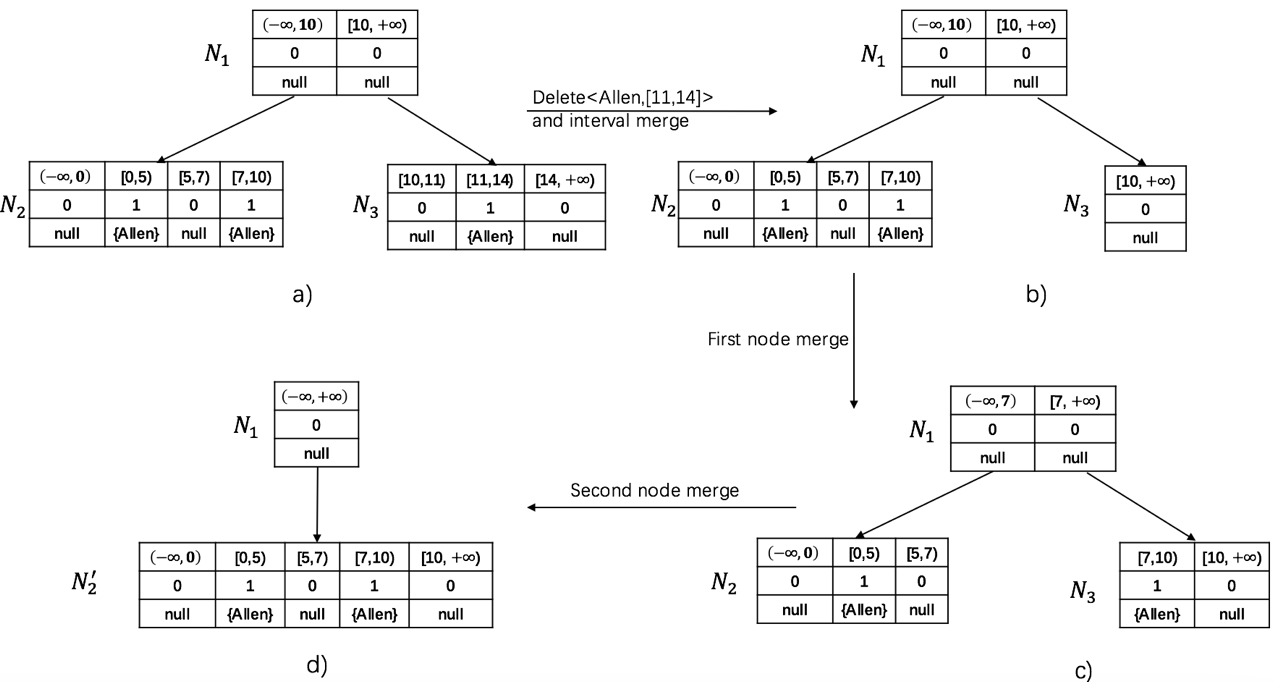 (−∞, 10) [10, +∞)
N₁ 0 0
null null
Delete<Allen,[11,14]>
and interval merge
(−∞, 0) [0,5) [5,7) [7,10)
N₂ 0 1 0 1
null {Allen} null {Allen}
[10,11) [11,14) [14, +∞)
N₃ 0 1 0
null {Allen} null
a)
(−∞, 10) [10, +∞)
N₁ 0 0
null null
(−∞, 0) [0,5) [5,7) [7,10)
N₂ 0 1 0 1
null {Allen} null {Allen}
[10, +∞)
N₃ 0
null
b)
First node merge
(−∞, 7) [7, +∞)
N₁ 0 0
null null
(−∞, 0) [0,5) [5,7)
N₂ 0 1 0
null {Allen} null
[7,10) [10, +∞)
N₃ 1 0
{Allen} null
c)
Second node merge
(−∞, +∞)
N₁ 0
null
(−∞, 0) [0,5) [5,7) [7,10) [10, +∞)
N₂′ 0 1 0 1 0
null {Allen} null {Allen} null
d)